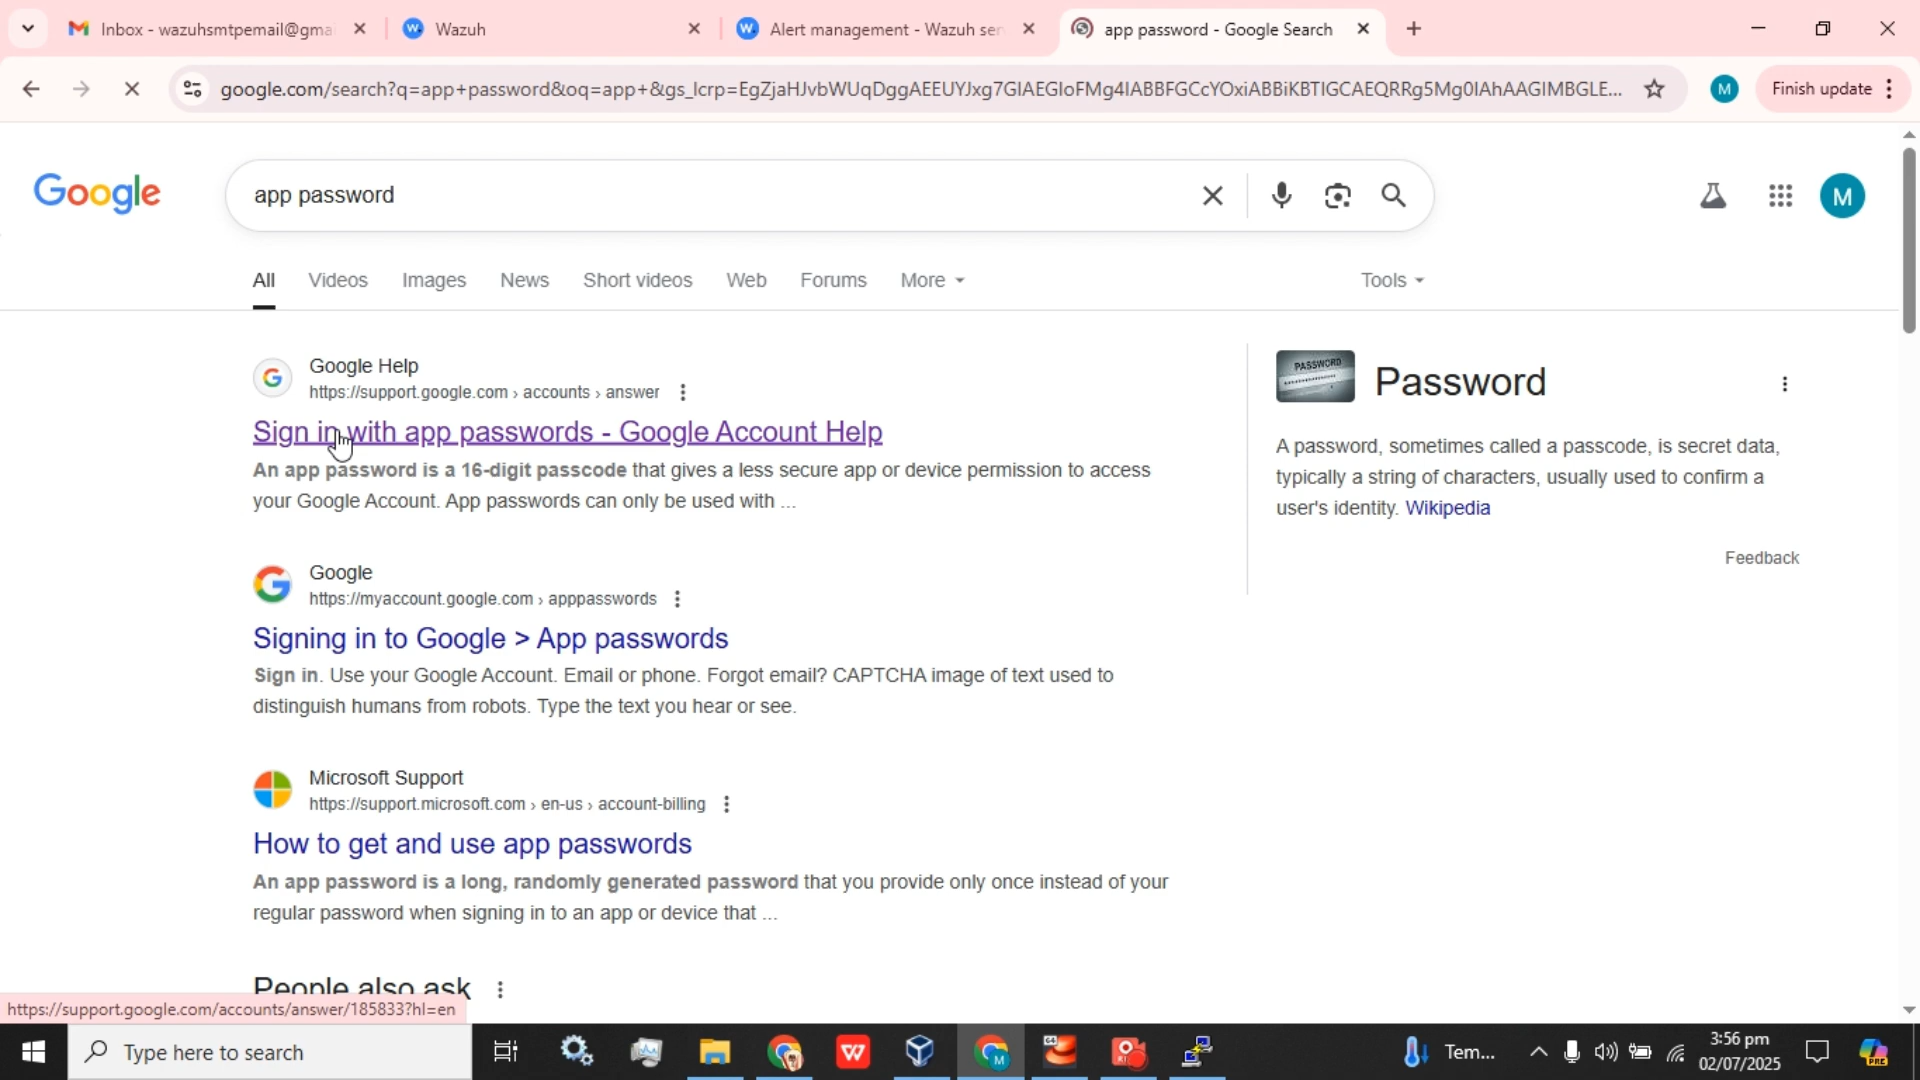 Inbox - wazuhsmtpemail@gma
Wazuh
Alert management - Wazuh ser
app password - Google Search
google.com/search?q=app+password&oq=app+&gs_lcrp=EgZjaHJvbWUqDggAEEUYJxg7GIAEGIoFMg4IABBFGCcYOxiABBiKBTIGCAEQRRg5Mg0IAhAAGIMBGLE...
M
Finish update
Google
app password
M
All
Videos
Images
News
Short videos
Web
Forums
More
Tools
Google Help
https://support.google.com › accounts › answer
Sign in with app passwords - Google Account Help
An app password is a 16-digit passcode that gives a less secure app or device permission to access
your Google Account. App passwords can only be used with ...
Google
https://myaccount.google.com › apppasswords
Signing in to Google > App passwords
Sign in. Use your Google Account. Email or phone. Forgot email? CAPTCHA image of text used to
distinguish humans from robots. Type the text you hear or see.
Microsoft Support
https://support.microsoft.com › en-us › account-billing
How to get and use app passwords
An app password is a long, randomly generated password that you provide only once instead of your
regular password when signing in to an app or device that ...
People also ask
PASSWORD
Password
A password, sometimes called a passcode, is secret data,
typically a string of characters, usually used to confirm a
user's identity. Wikipedia
Feedback
https://support.google.com/accounts/answer/185833?hl=en
Type here to search
Tem...
3:56 pm
02/07/2025